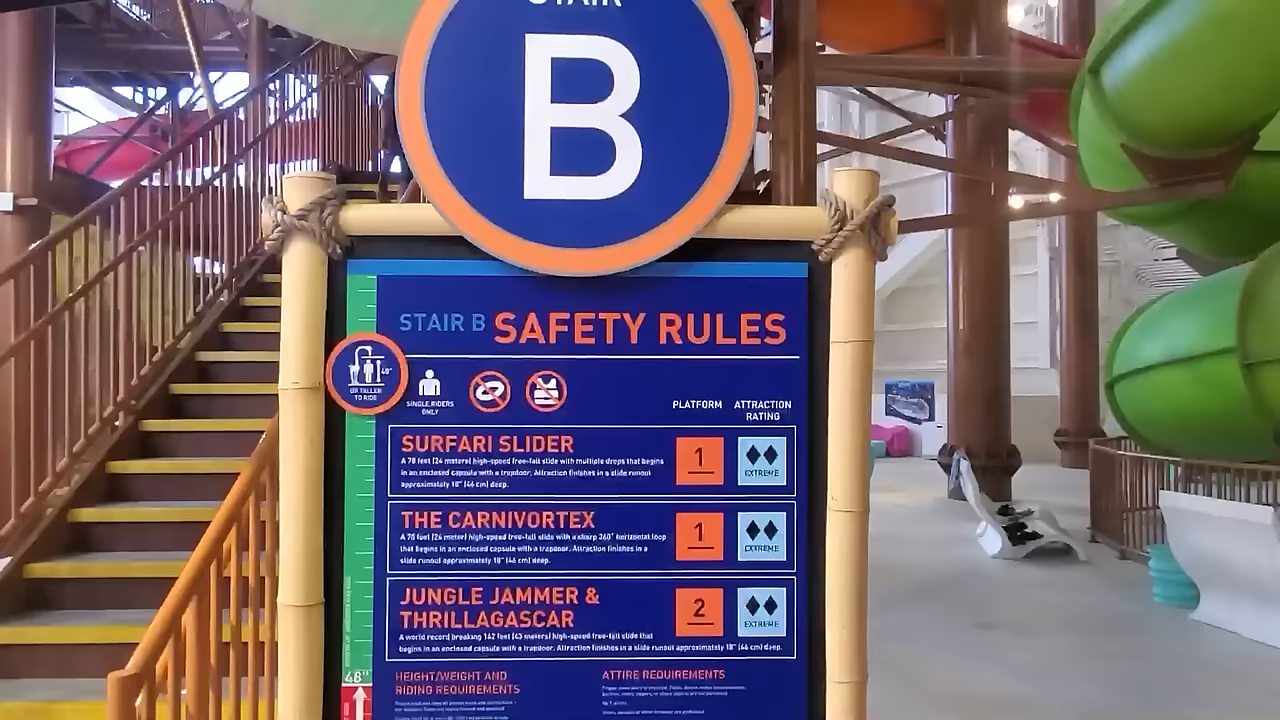 STAIR
B
STAIR B SAFETY RULES
48"
OR TALLER
TO RIDE
SINGLE RIDERS
ONLY
PLATFORM
ATTRACTION
RATING
SURFARI SLIDER
A 78 feet (24 meters) high-speed free-fall slide with multiple drops that begins
in an enclosed capsule with a trapdoor. Attraction finishes in a slide runout
approximately 18" (46 cm) deep.
1
EXTREME
THE CARNIVORTEX
A 78 feet (24 meter) high-speed free-fall slide with a sharp 360° horizontal loop
that begins in an enclosed capsule with a trapdoor. Attraction finishes in a
slide runout approximately 18" (46 cm) deep.
1
EXTREME
JUNGLE JAMMER &
THRILLAGASCAR
A world record breaking 142 feet (43 meters) high-speed free-fall slide that
begins in an enclosed capsule with a trapdoor. Attraction finishes in a slide runout approximately 18" (46 cm) deep.
2
EXTREME
48"
HEIGHT/WEIGHT AND
RIDING REQUIREMENTS
ATTIRE REQUIREMENTS